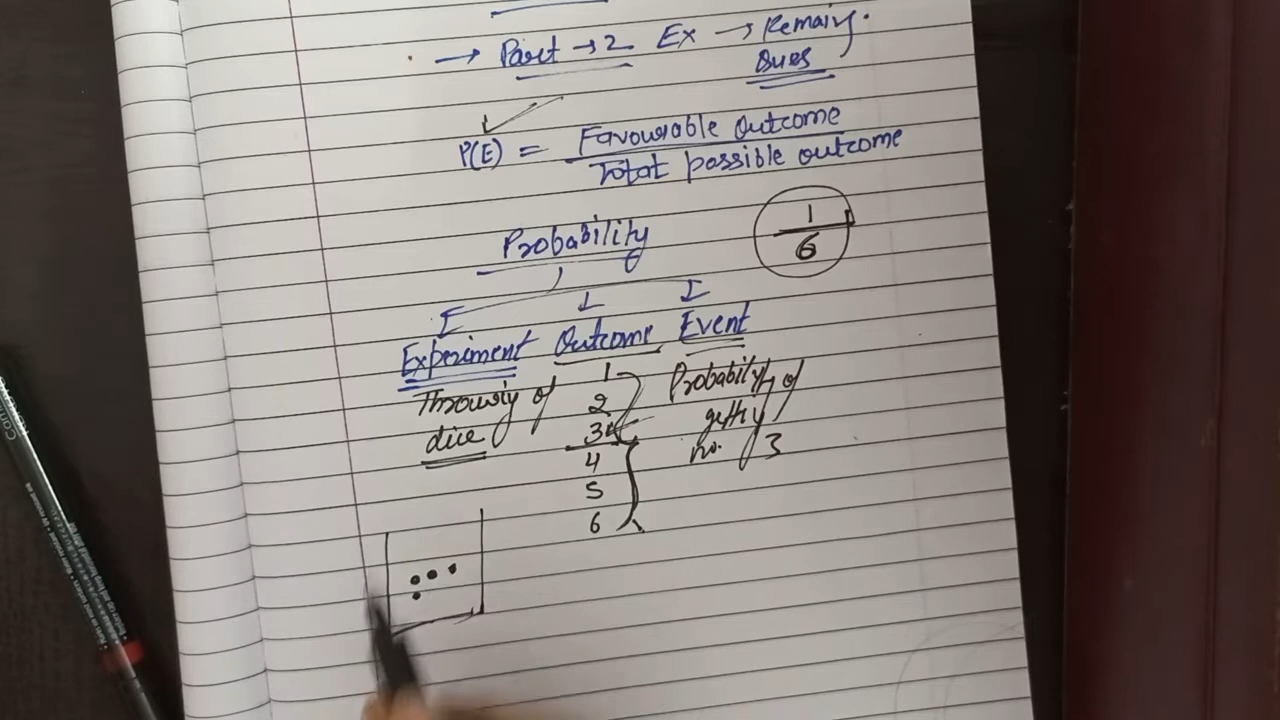 → Part → 2 Ex → Remaing.
Ques
P(E) = Favourable Outcome
Total possible outcome
1
6
Probability
Experiment Outcome Event
Throwing of
dice
1
2
3
4
5
6
Probability of
getting
no. 3